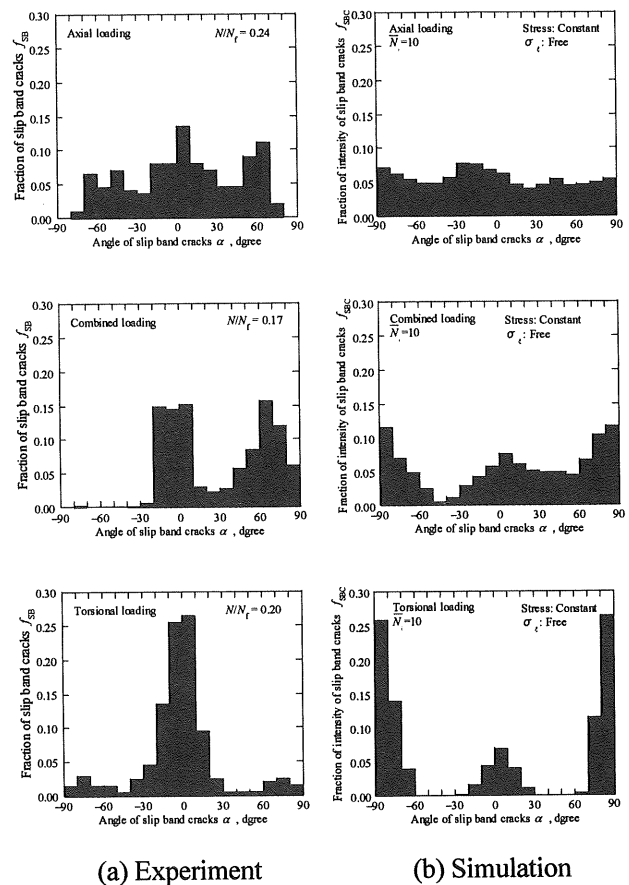 Fraction of slip band cracks f_SB
0.30
0.25
0.20
0.15
0.10
0.05
0.00
Axial loading
N/N_f = 0.24
-90 -60 -30 0 30 60 90
Angle of slip band cracks α , dgree
Fraction of intensity of slip band cracks f_SBC
0.30
0.25
0.20
0.15
0.10
0.05
0.00
Axial loading
N̅ =10
Stress: Constant
σ_ξ : Free
-90 -60 -30 0 30 60 90
Angle of slip band cracks α , dgree
Fraction of slip band cracks f_SB
0.30
0.25
0.20
0.15
0.10
0.05
0.00
Combined loading
N/N_f = 0.17
-90 -60 -30 0 30 60 90
Angle of slip band cracks α , dgree
Fraction of intensity of slip band cracks f_SBC
0.30
0.25
0.20
0.15
0.10
0.05
0.00
Combined loading
N̅ =10
Stress: Constant
σ_ξ : Free
-90 -60 -30 0 30 60 90
Angle of slip band cracks α , dgree
Fraction of slip band cracks f_SB
0.30
0.25
0.20
0.15
0.10
0.05
0.00
Torsional loading
N/N_f = 0.20
-90 -60 -30 0 30 60 90
Angle of slip band cracks α , dgree
Fraction of intensity of slip band cracks f_SBC
0.30
0.25
0.20
0.15
0.10
0.05
0.00
Torsional loading
N̅ =10
Stress: Constant
σ_ξ : Free
-90 -60 -30 0 30 60 90
Angle of slip band cracks α , dgree
(a) Experiment
(b) Simulation